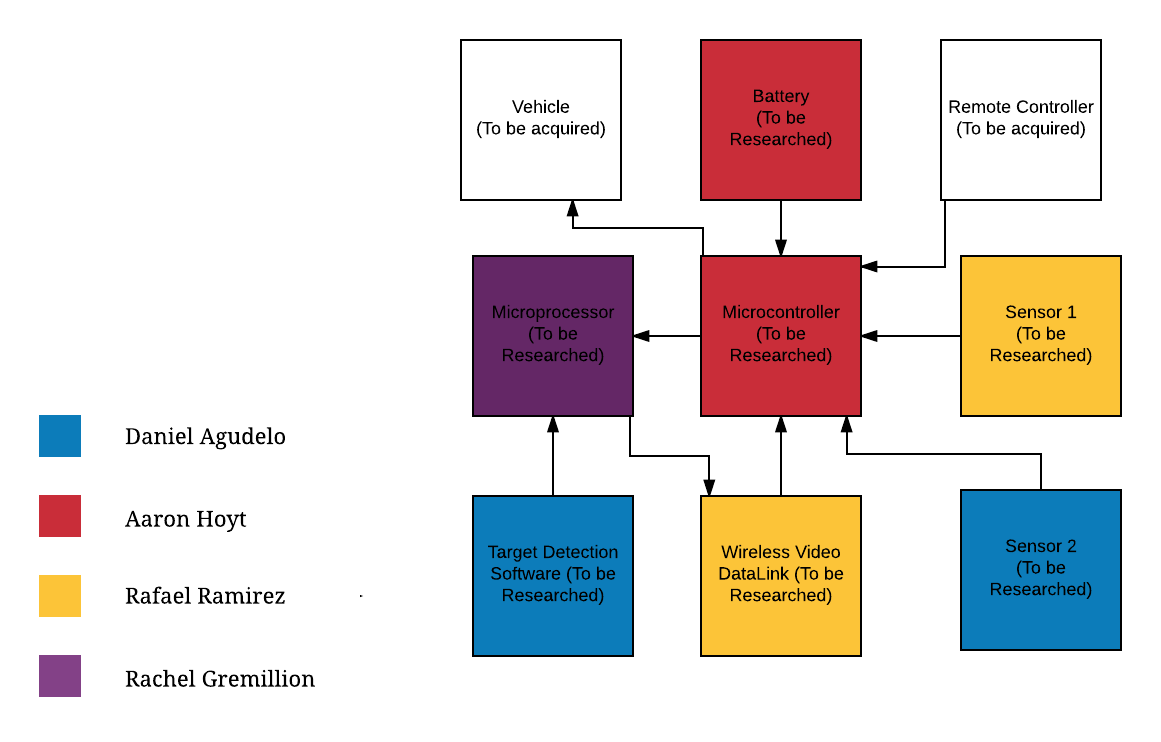 Vehicle
(To be acquired)
Battery
(To be
Researched)
Remote Controller
(To be acquired)
Microprocessor
(To be
Researched)
Microcontroller
(To be
Researched)
Sensor 1
(To be
Researched)
Target Detection
Software (To be
Researched)
Wireless Video
DataLink (To be
Researched)
Sensor 2
(To be
Researched)
Daniel Agudelo
Aaron Hoyt
Rafael Ramirez
Rachel Gremillion